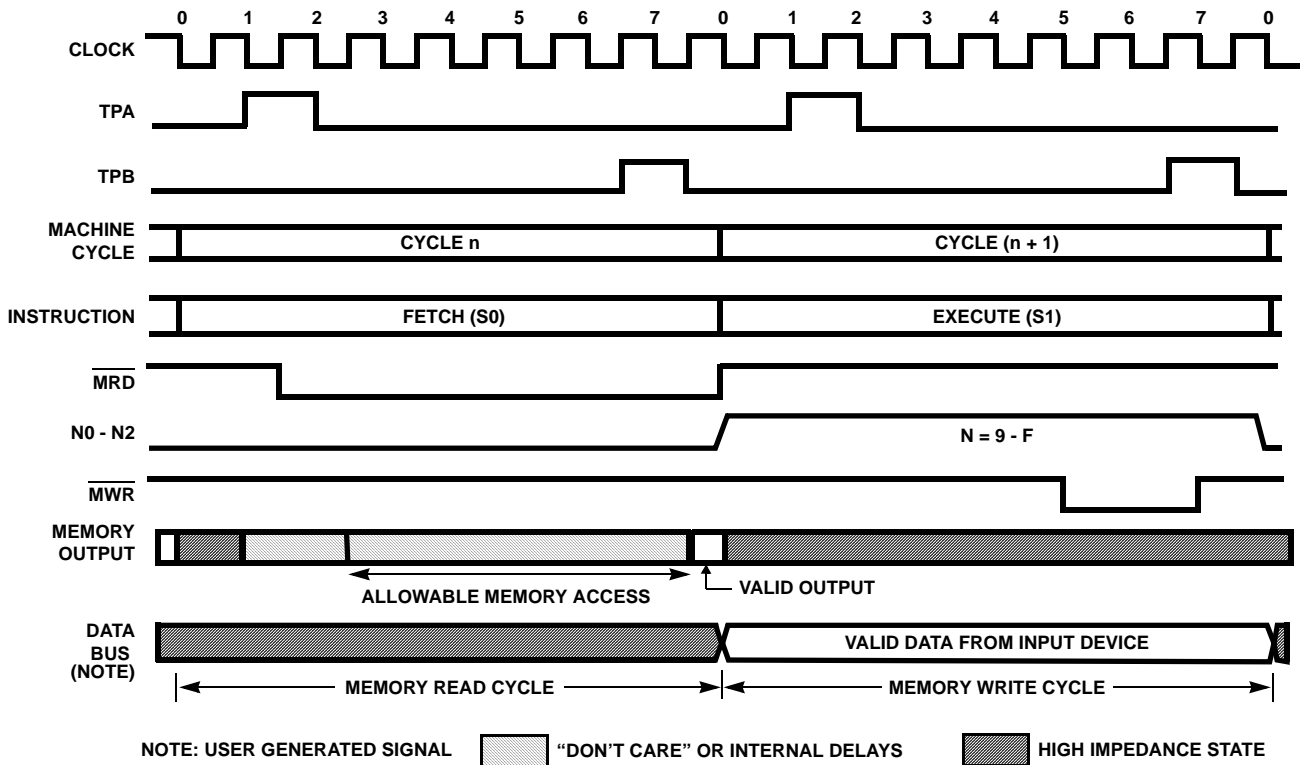 0 1 2 3 4 5 6 7 0 1 2 3 4 5 6 7 0
CLOCK
TPA
TPB
MACHINE
CYCLE
CYCLE n CYCLE (n + 1)
INSTRUCTION FETCH (S0) EXECUTE (S1)
MRD
N0 - N2 N = 9 - F
MWR
MEMORY
OUTPUT
ALLOWABLE MEMORY ACCESS VALID OUTPUT
DATA
BUS
(NOTE)
VALID DATA FROM INPUT DEVICE
MEMORY READ CYCLE MEMORY WRITE CYCLE
NOTE: USER GENERATED SIGNAL “DON'T CARE” OR INTERNAL DELAYS HIGH IMPEDANCE STATE